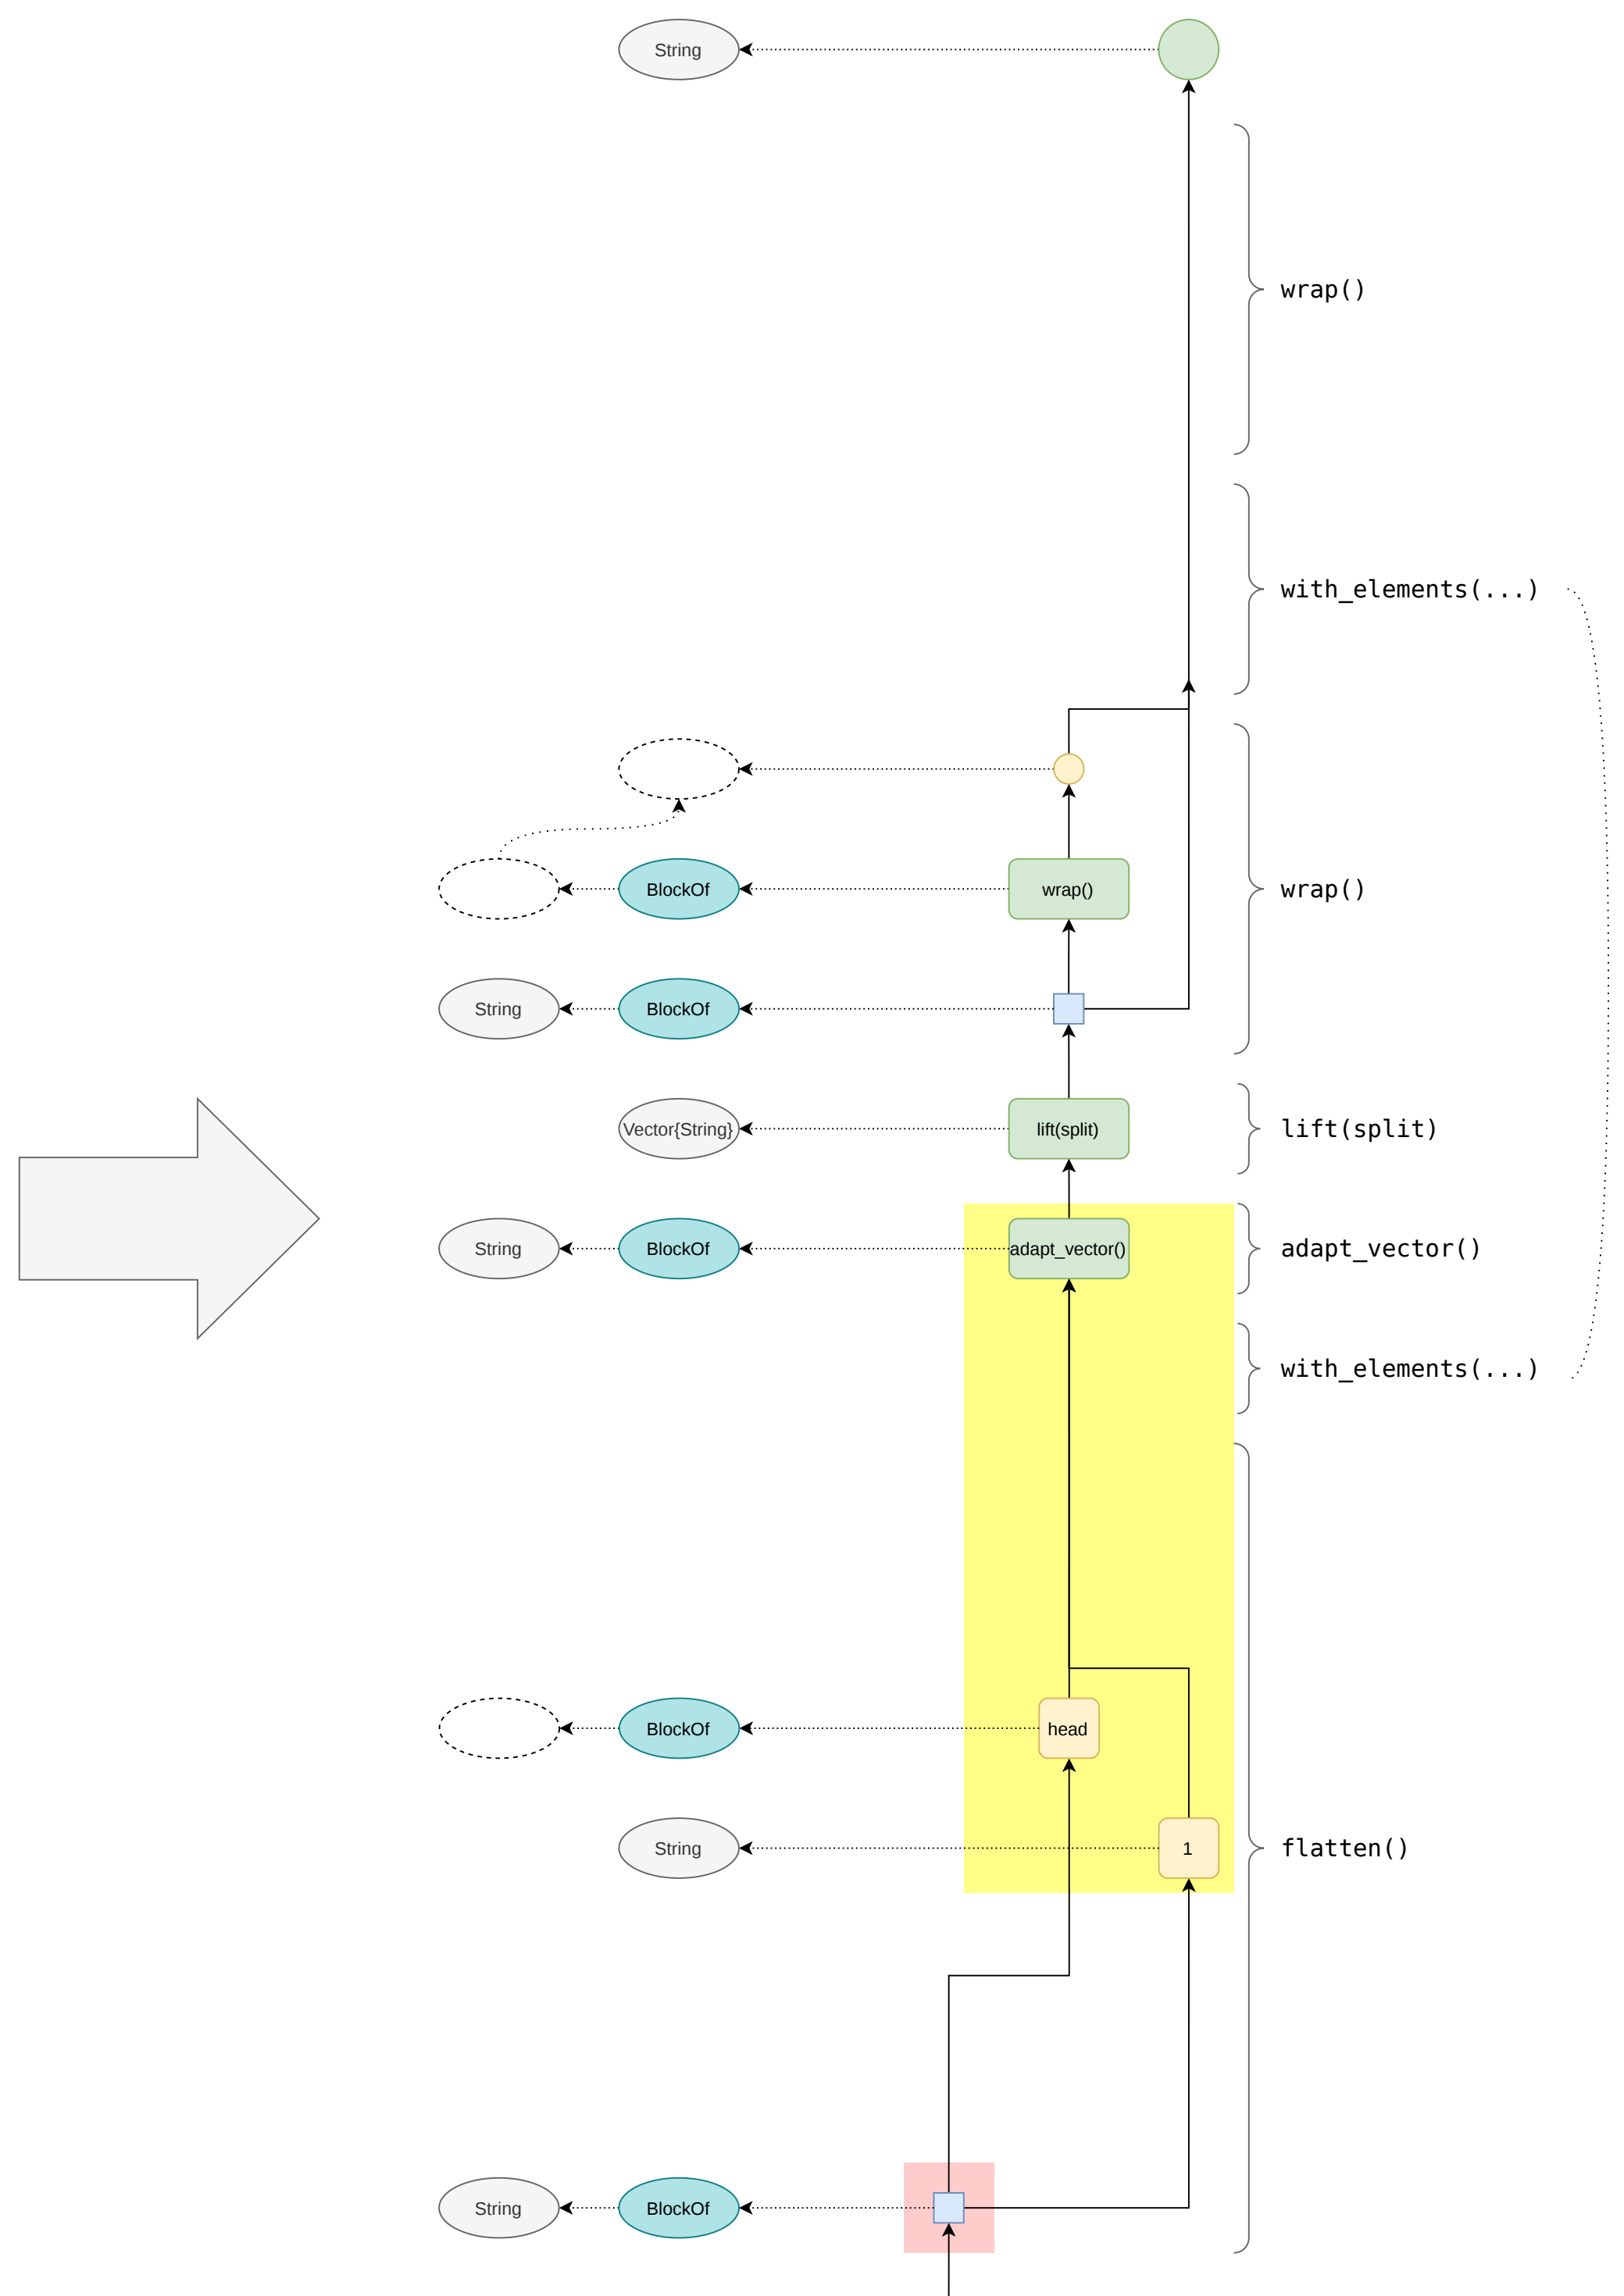 String
wrap()
with_elements(...)
BlockOf
wrap()
wrap()
String
BlockOf
Vector{String}
lift(split)
lift(split)
String
BlockOf
adapt_vector()
adapt_vector()
with_elements(...)
BlockOf
head
String
1
flatten()
String
BlockOf